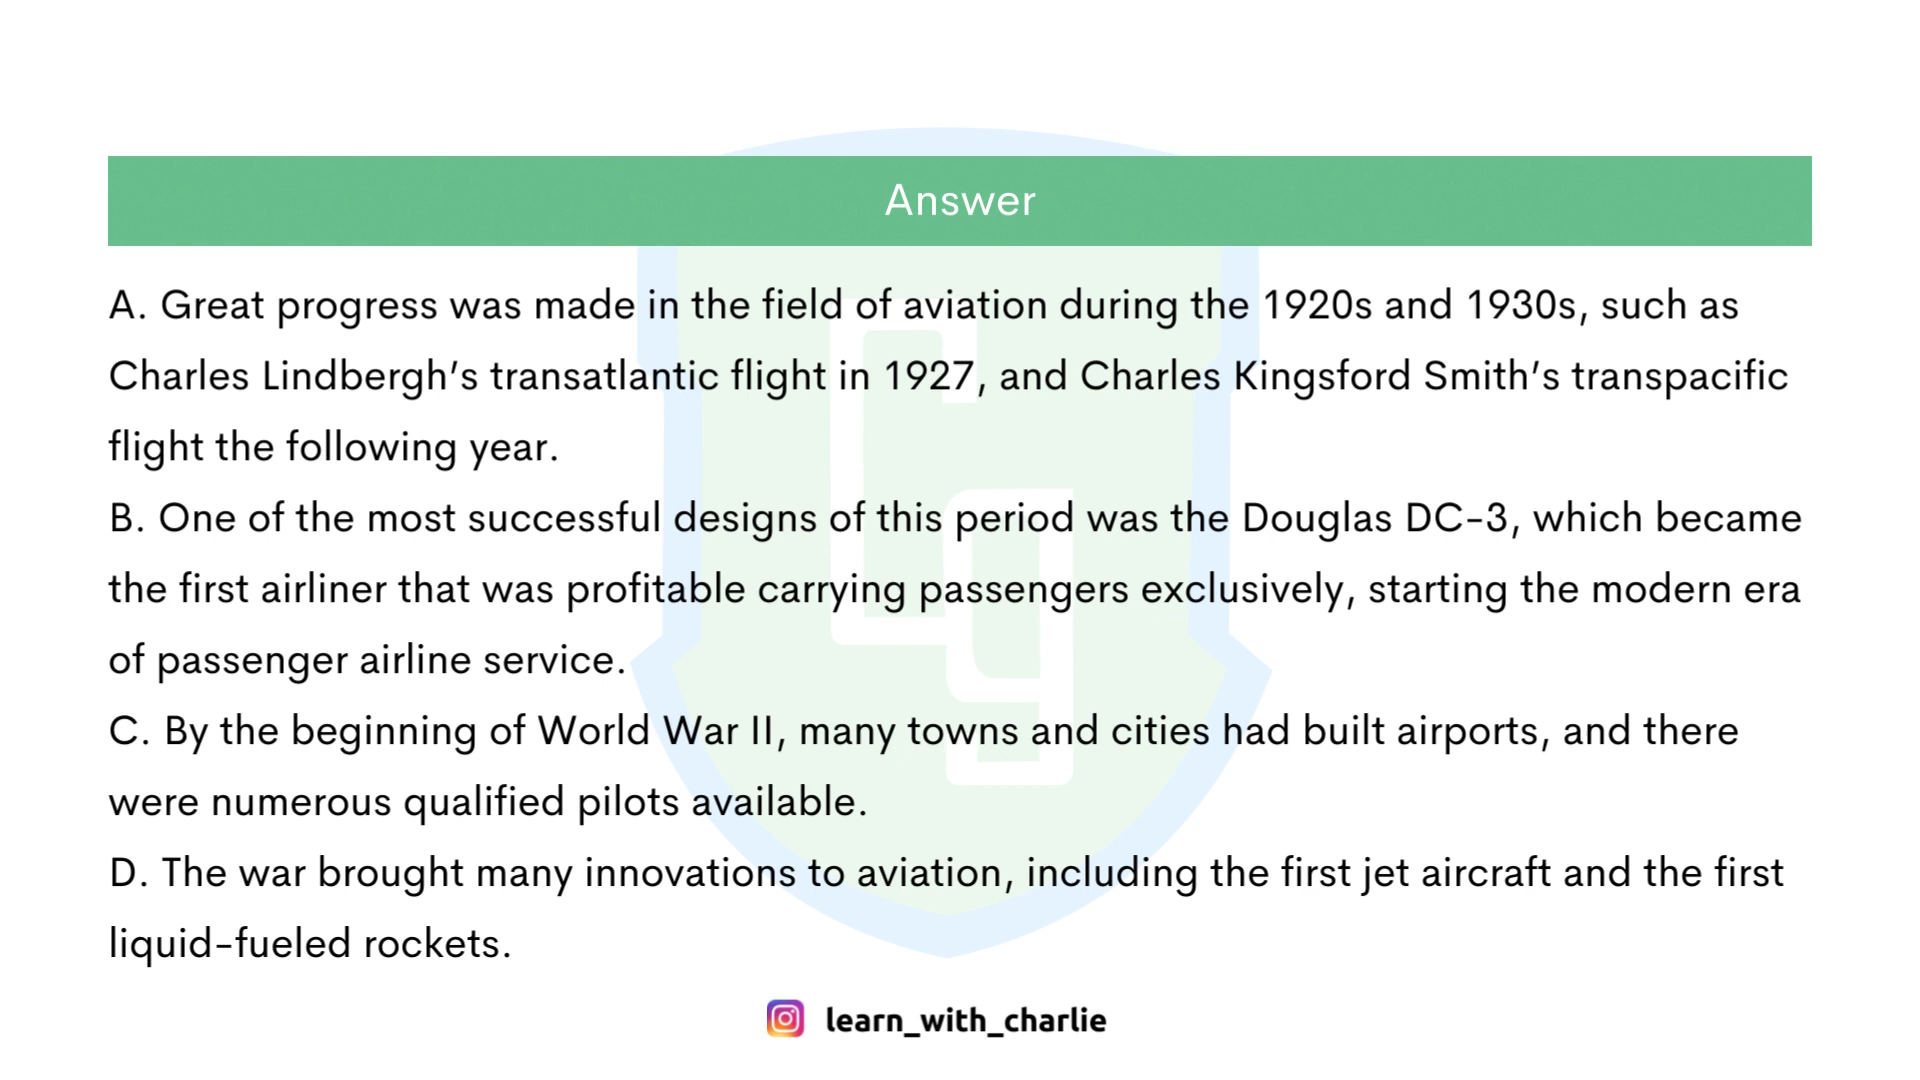 Answer
A. Great progress was made in the field of aviation during the 1920s and 1930s, such as
Charles Lindbergh’s transatlantic flight in 1927, and Charles Kingsford Smith’s transpacific
flight the following year.
B. One of the most successful designs of this period was the Douglas DC-3, which became
the first airliner that was profitable carrying passengers exclusively, starting the modern era
of passenger airline service.
C. By the beginning of World War II, many towns and cities had built airports, and there
were numerous qualified pilots available.
D. The war brought many innovations to aviation, including the first jet aircraft and the first
liquid-fueled rockets.
learn_with_charlie